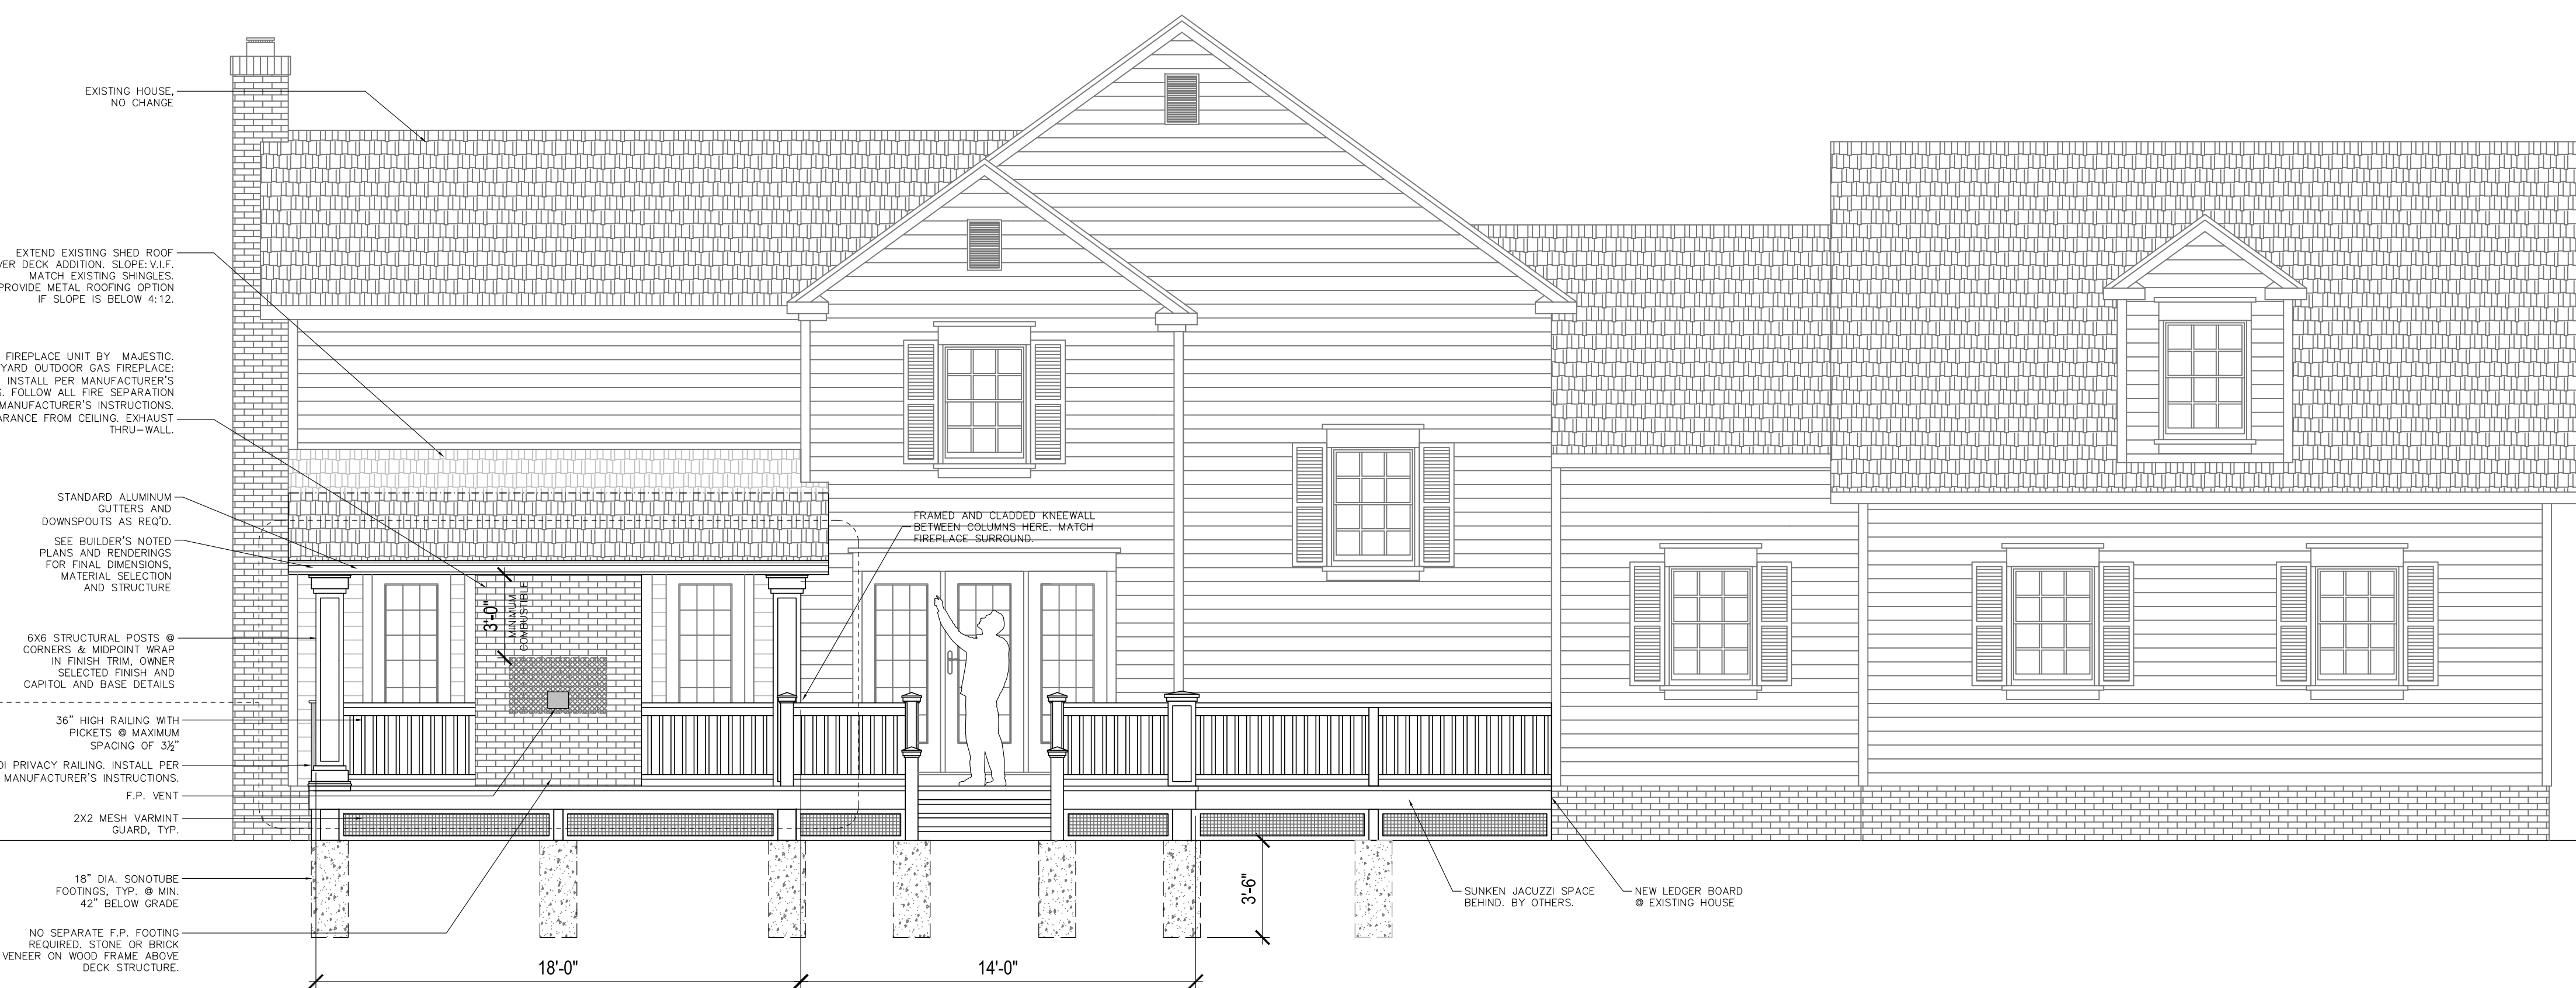 EXISTING HOUSE,
NO CHANGE
EXTEND EXISTING SHED ROOF
DECK ADDITION. SLOPE: V.I.F.
MATCH EXISTING SHINGLES.
PROVIDE METAL ROOFING OPTION
IF SLOPE IS BELOW 4:12.
FIREPLACE UNIT BY MAJESTIC.
YARD OUTDOOR GAS FIREPLACE:
INSTALL PER MANUFACTURER'S
FOLLOW ALL FIRE SEPARATION
MANUFACTURER'S INSTRUCTIONS.
FROM CEILING. EXHAUST
THRU-WALL.
STANDARD ALUMINUM
GUTTERS AND
DOWNSPOUTS AS REQ'D.
SEE BUILDER'S NOTED
PLANS AND RENDERINGS
FOR FINAL DIMENSIONS,
MATERIAL SELECTION
AND STRUCTURE
6X6 STRUCTURAL POSTS @
CORNERS & MIDPOINT WRAP
IN FINISH TRIM, OWNER
SELECTED FINISH AND
CAPITOL AND BASE DETAILS
36" HIGH RAILING WITH
PICKETS @ MAXIMUM
SPACING OF 3½"
PRIVACY RAILING. INSTALL PER
MANUFACTURER'S INSTRUCTIONS.
F.P. VENT
2X2 MESH VARMINT
GUARD, TYP.
18" DIA. SONOTUBE
FOOTINGS, TYP. @ MIN.
42" BELOW GRADE
NO SEPARATE F.P. FOOTING
REQUIRED. STONE OR BRICK
VENEER ON WOOD FRAME ABOVE
DECK STRUCTURE.
3'-0"
MINIMUM
COMBUSTIBLE
FRAMED AND CLADDED KNEEWALL
BETWEEN COLUMNS HERE. MATCH
FIREPLACE SURROUND.
3'-6"
SUNKEN JACUZZI SPACE
BEHIND. BY OTHERS.
NEW LEDGER BOARD
@ EXISTING HOUSE
18'-0"
14'-0"